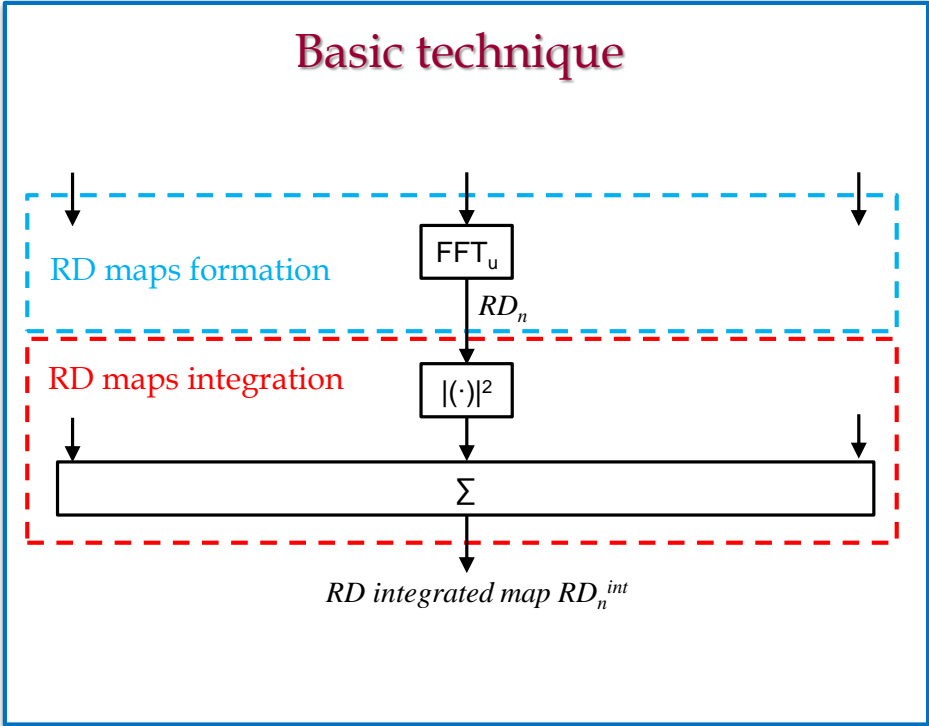 Basic technique
FFTᵤ
RD maps formation
RDₙ
RD maps integration
|(·)|²
Σ
RD integrated map RDₙⁱⁿᵗ